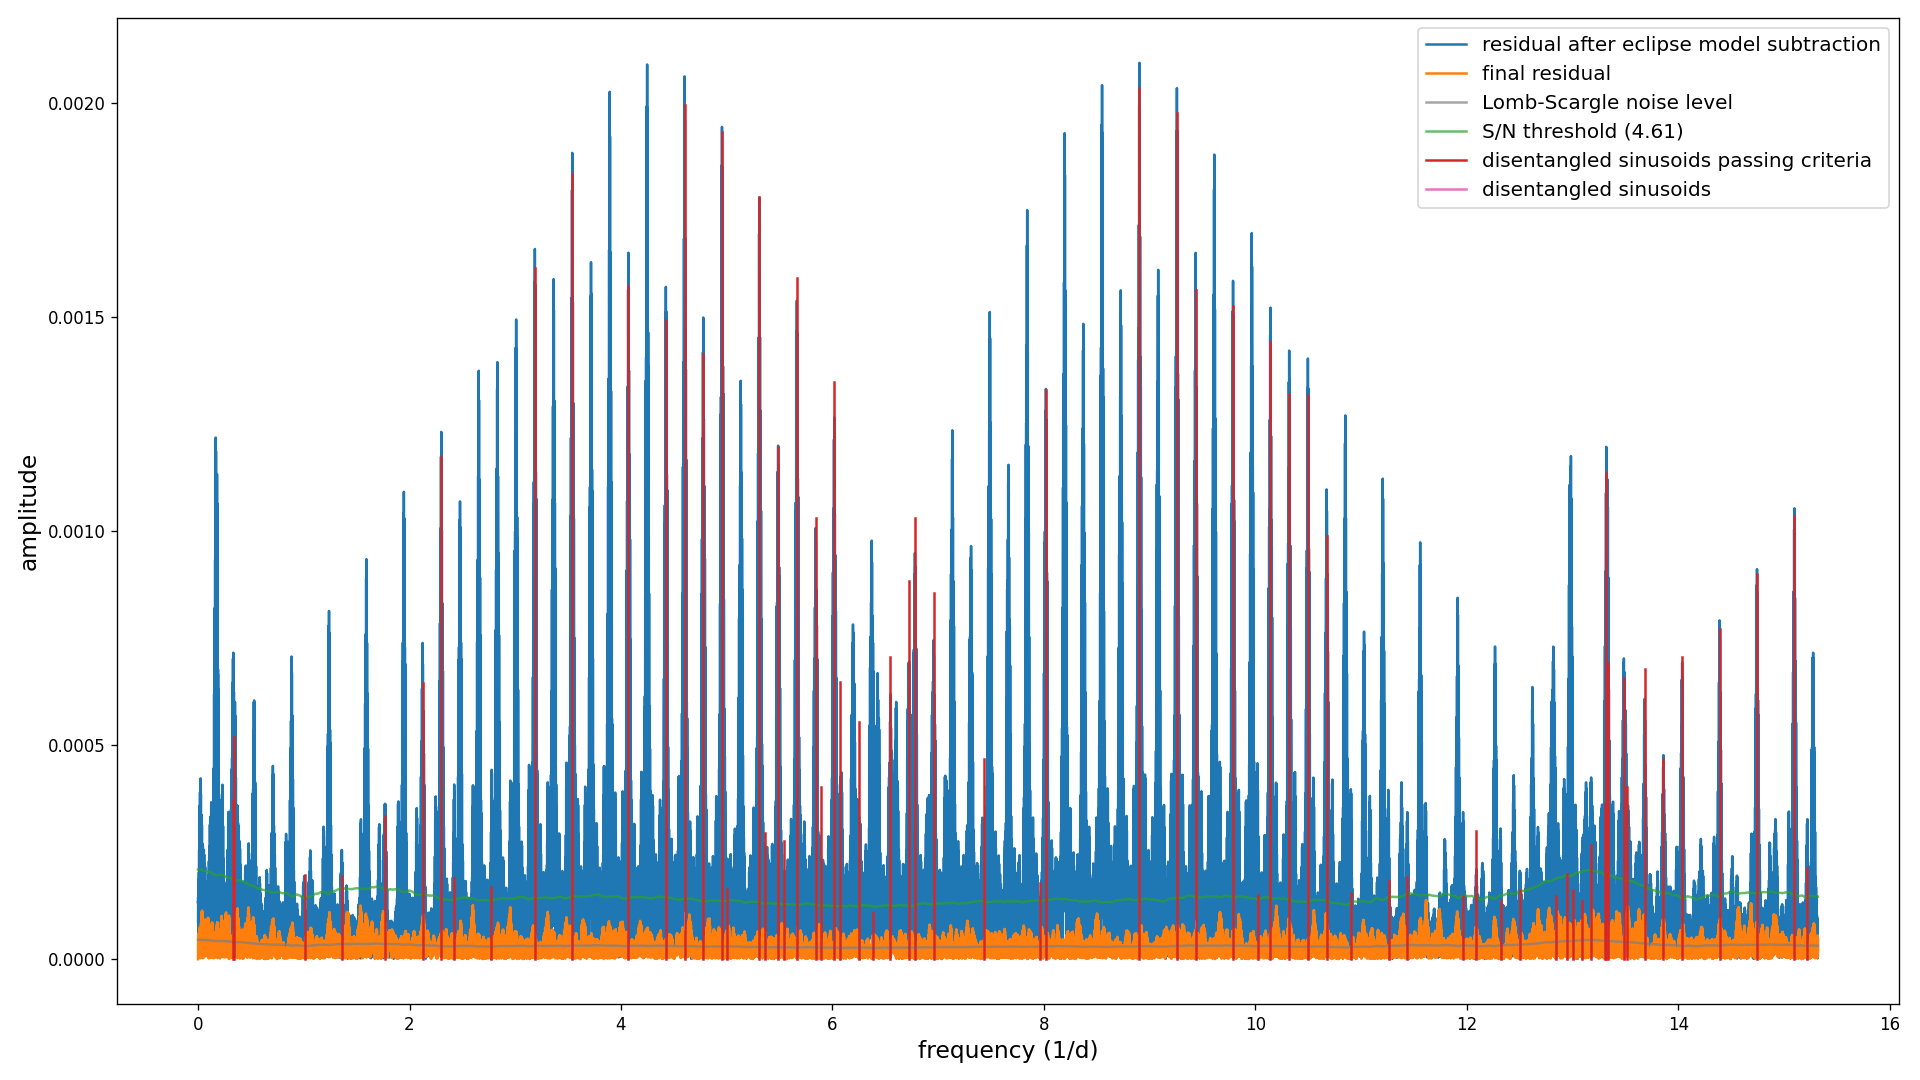 residual after eclipse model subtraction
final residual
Lomb-Scargle noise level
S/N threshold (4.61)
disentangled sinusoids passing criteria
disentangled sinusoids
amplitude
0.0020
0.0015
0.0010
0.0005
0.0000
0 2 4 6 8 10 12 14 16
frequency (1/d)